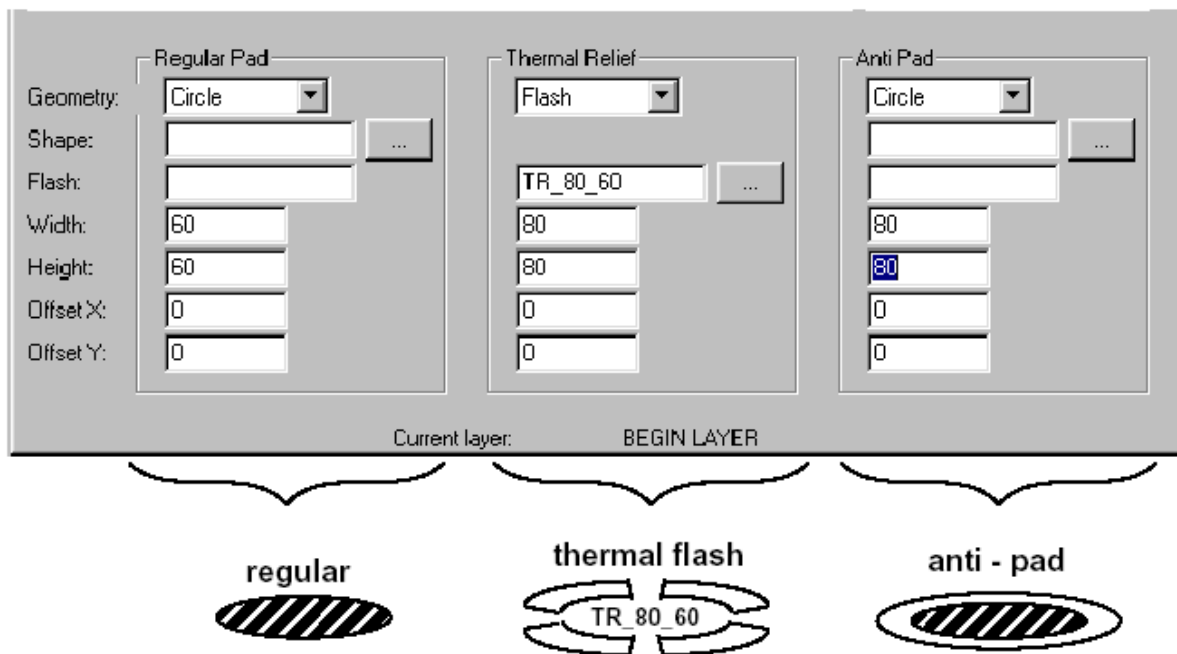 Regular Pad Thermal Relief Anti Pad
Geometry: Circle Flash Circle
Shape: ... ...
Flash: TR_80_60 ...
Width: 60 80 80
Height: 60 80 80
Offset X: 0 0 0
Offset Y: 0 0 0
Current layer: BEGIN LAYER
regular thermal flash anti - pad
TR_80_60